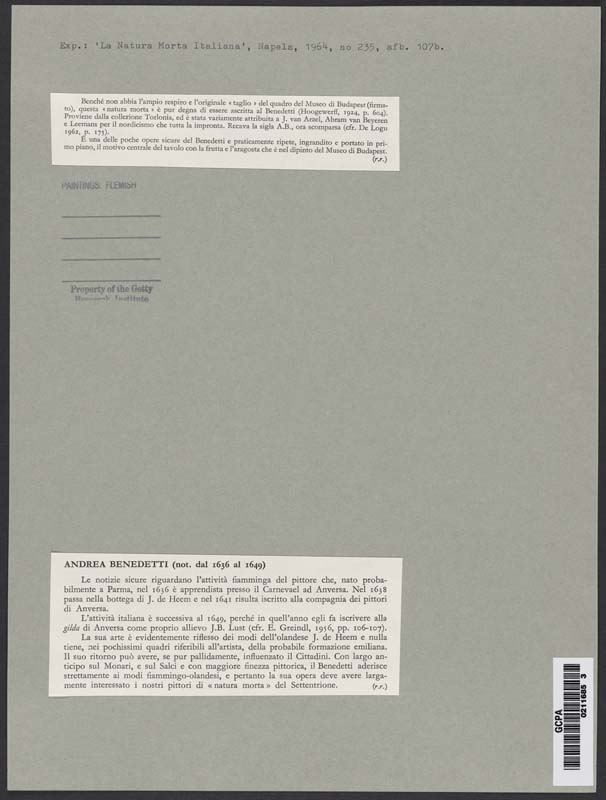 Exp.: 'La Natura Morta Italiana', Napels, 1964, no 235, afb. 107b.
Benché non abbia l'ampio respiro e l'originale « taglio » del quadro del Museo di Budapest (firma-
to), questa « natura morta » è pur degna di essere ascritta al Benedetti (Hoogewerff, 1924, p. 604).
Proviene dalla collezione Torlonia, ed è stata variamente attribuita a J. van Arzel, Abram van Beyeren
e Leemans per il nordicismo che tutta la impronta. Recava la sigla A.B., ora scomparsa (cfr. De Logu
1962, p. 175).
È una delle poche opere sicure del Benedetti e praticamente ripete, ingrandito e portato in pri-
mo piano, il motivo centrale del tavolo con la frutta e l'aragosta che è nel dipinto del Museo di Budapest.
(r.r.)
PAINTINGS: FLEMISH
Property of the Getty
Research Institute
ANDREA BENEDETTI (not. dal 1636 al 1649)
Le notizie sicure riguardano l'attività fiamminga del pittore che, nato proba-
bilmente a Parma, nel 1636 è apprendista presso il Carnevael ad Anversa. Nel 1638
passa nella bottega di J. de Heem e nel 1641 risulta iscritto alla compagnia dei pittori
di Anversa.
L'attività italiana è successiva al 1649, perché in quell'anno egli fa iscrivere alla
gilda di Anversa come proprio allievo J.B. Lust (cfr. E. Greindl, 1956, pp. 106-107).
La sua arte è evidentemente riflesso dei modi dell'olandese J. de Heem e nulla
tiene, nei pochissimi quadri riferibili all'artista, della probabile formazione emiliana.
Il suo ritorno può avere, se pur pallidamente, influenzato il Cittadini. Con largo an-
ticipo sul Monari, e sul Salci e con maggiore finezza pittorica, il Benedetti aderisce
strettamente ai modi fiammingo-olandesi, e pertanto la sua opera deve avere larga-
mente interessato i nostri pittori di « natura morta » del Settentrione.
(r.r.)
GCPA
0211685 3